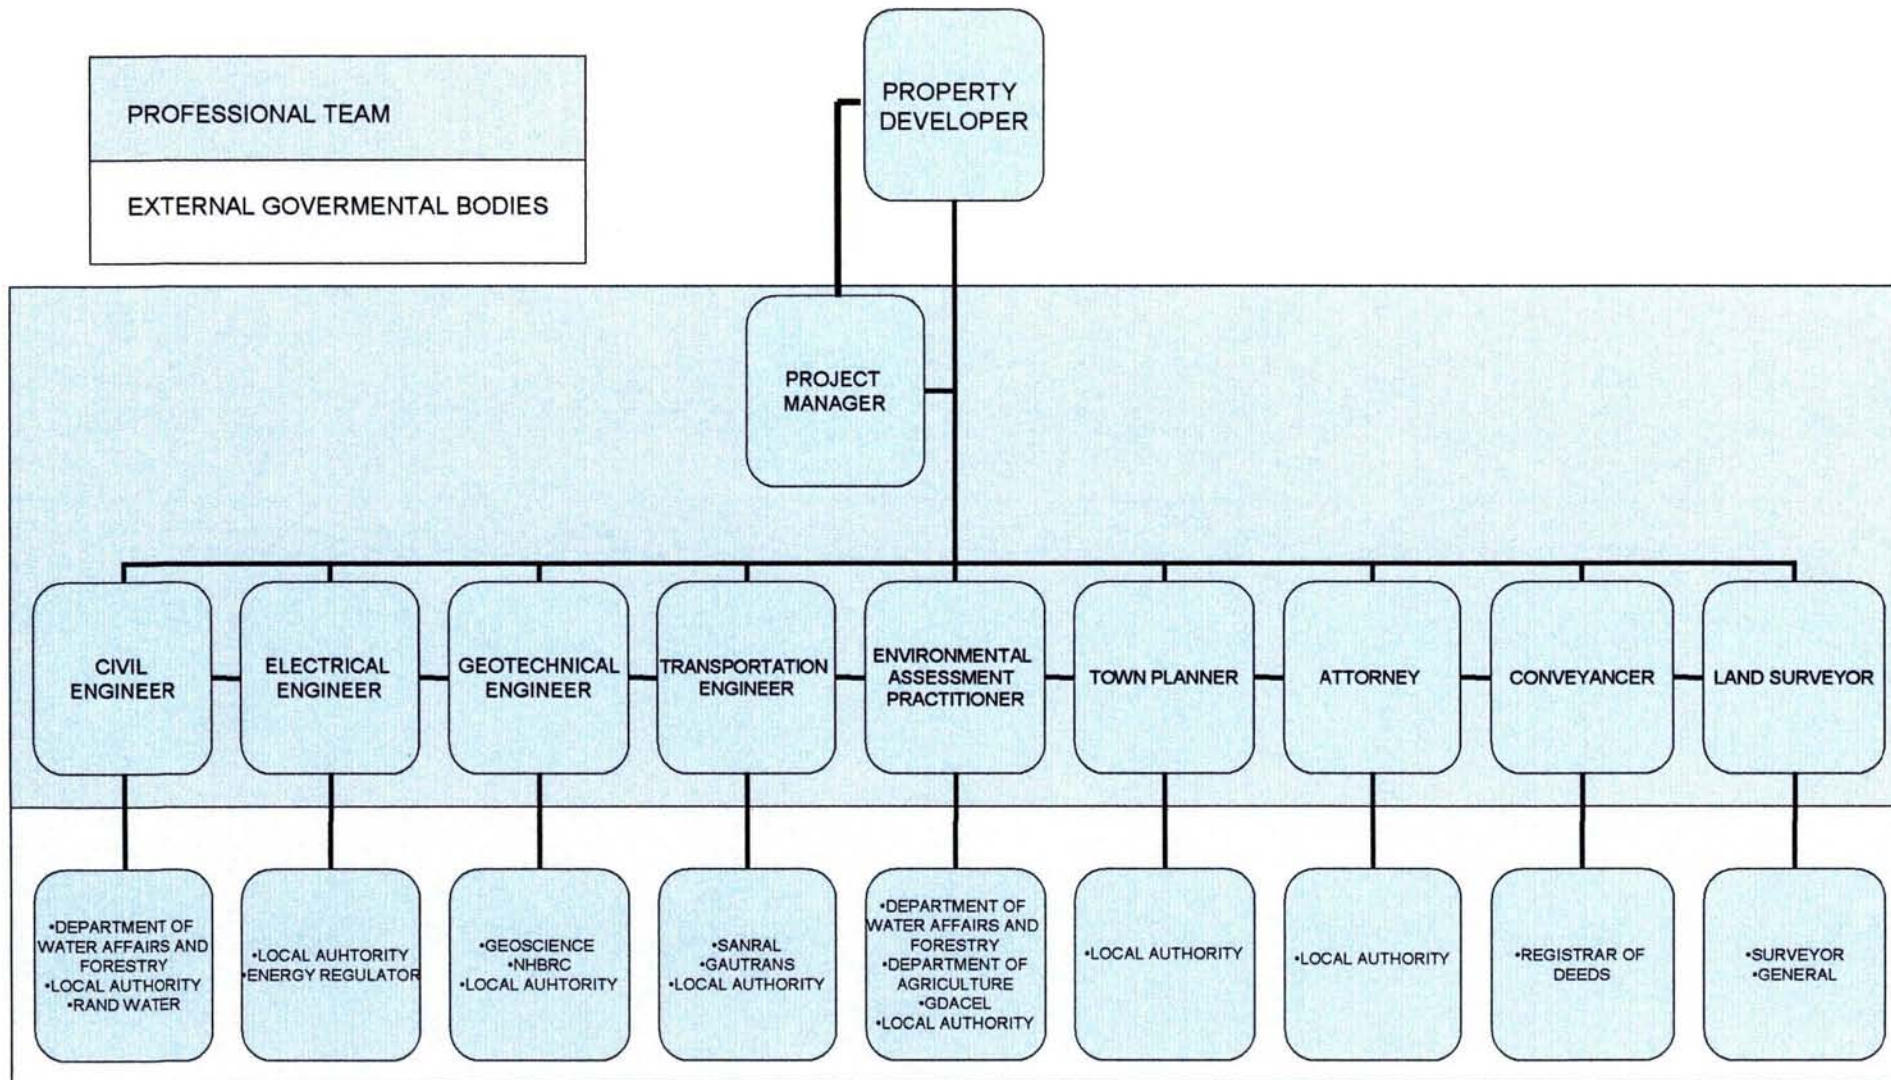 PROFESSIONAL TEAM
EXTERNAL GOVERMENTAL BODIES
PROPERTY
DEVELOPER
PROJECT
MANAGER
CIVIL
ENGINEER
ELECTRICAL
ENGINEER
GEOTECHNICAL
ENGINEER
TRANSPORTATION
ENGINEER
ENVIRONMENTAL
ASSESSMENT
PRACTITIONER
TOWN PLANNER
ATTORNEY
CONVEYANCER
LAND SURVEYOR
•DEPARTMENT OF
WATER AFFAIRS AND
FORESTRY
•LOCAL AUTHORITY
•RAND WATER
•LOCAL AUHTORITY
•ENERGY REGULATOR
•GEOSCIENCE
•NHBRC
•LOCAL AUHTORITY
•SANRAL
•GAUTRANS
•LOCAL AUTHORITY
•DEPARTMENT OF
WATER AFFAIRS AND
FORESTRY
•DEPARTMENT OF
AGRICULTURE
•GDACEL
•LOCAL AUTHORITY
•LOCAL AUTHORITY
•LOCAL AUTHORITY
•REGISTRAR OF
DEEDS
•SURVEYOR
•GENERAL